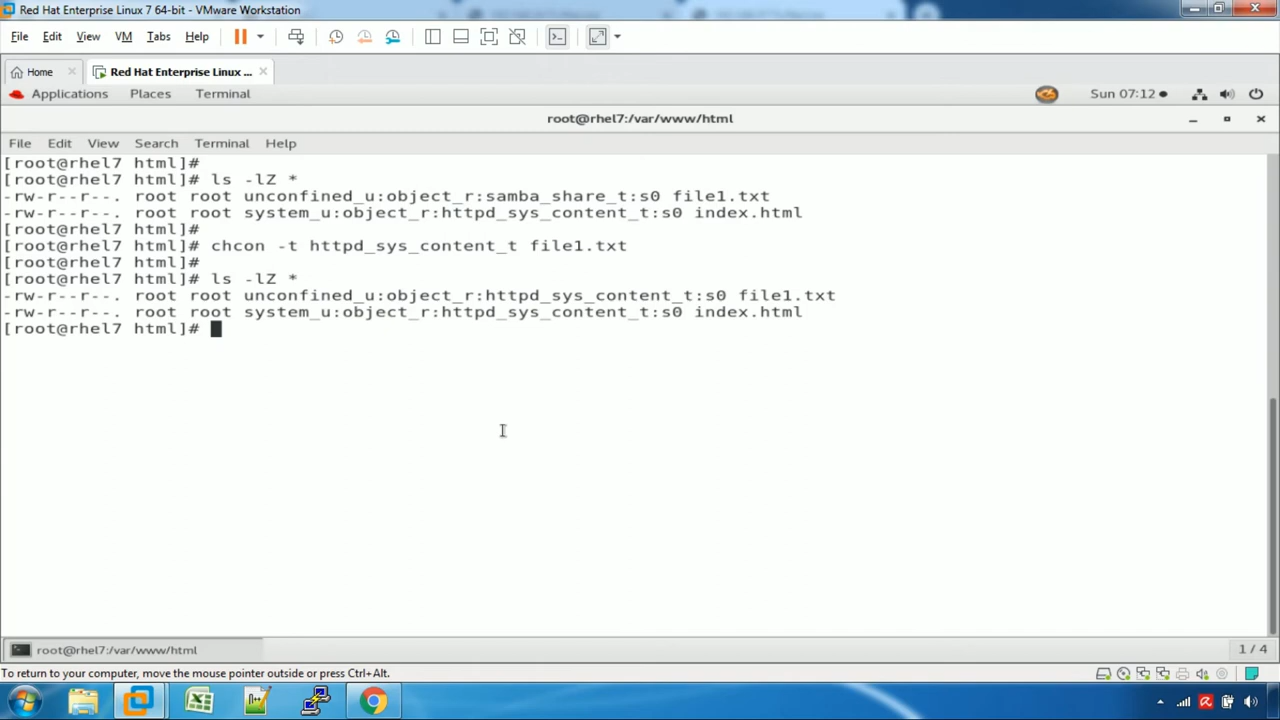 Red Hat Enterprise Linux 7 64-bit - VMware Workstation
File Edit View VM Tabs Help
Home Red Hat Enterprise Linux ...
Applications Places Terminal Sun 07:12
root@rhel7:/var/www/html
File Edit View Search Terminal Help
[root@rhel7 html]#
[root@rhel7 html]# ls -lZ *
-rw-r--r--. root root unconfined_u:object_r:samba_share_t:s0 file1.txt
-rw-r--r--. root root system_u:object_r:httpd_sys_content_t:s0 index.html
[root@rhel7 html]#
[root@rhel7 html]# chcon -t httpd_sys_content_t file1.txt
[root@rhel7 html]#
[root@rhel7 html]# ls -lZ *
-rw-r--r--. root root unconfined_u:object_r:httpd_sys_content_t:s0 file1.txt
-rw-r--r--. root root system_u:object_r:httpd_sys_content_t:s0 index.html
[root@rhel7 html]#
root@rhel7:/var/www/html 1 / 4
To return to your computer, move the mouse pointer outside or press Ctrl+Alt.